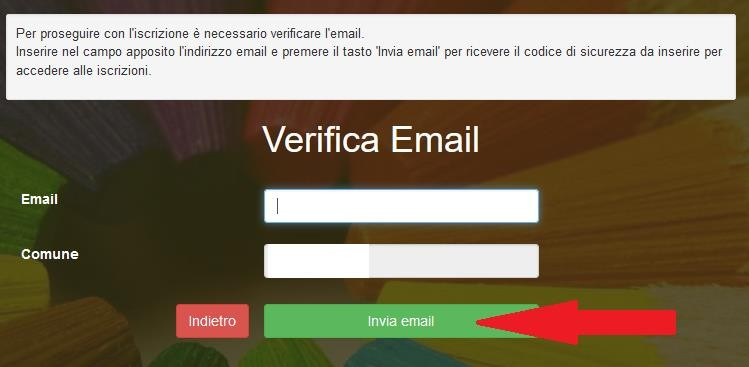 Per proseguire con l'iscrizione è necessario verificare l'email.
Inserire nel campo apposito l'indirizzo email e premere il tasto 'Invia email' per ricevere il codice di sicurezza da inserire per
accedere alle iscrizioni.
Verifica Email
Email
Comune
Indietro
Invia email